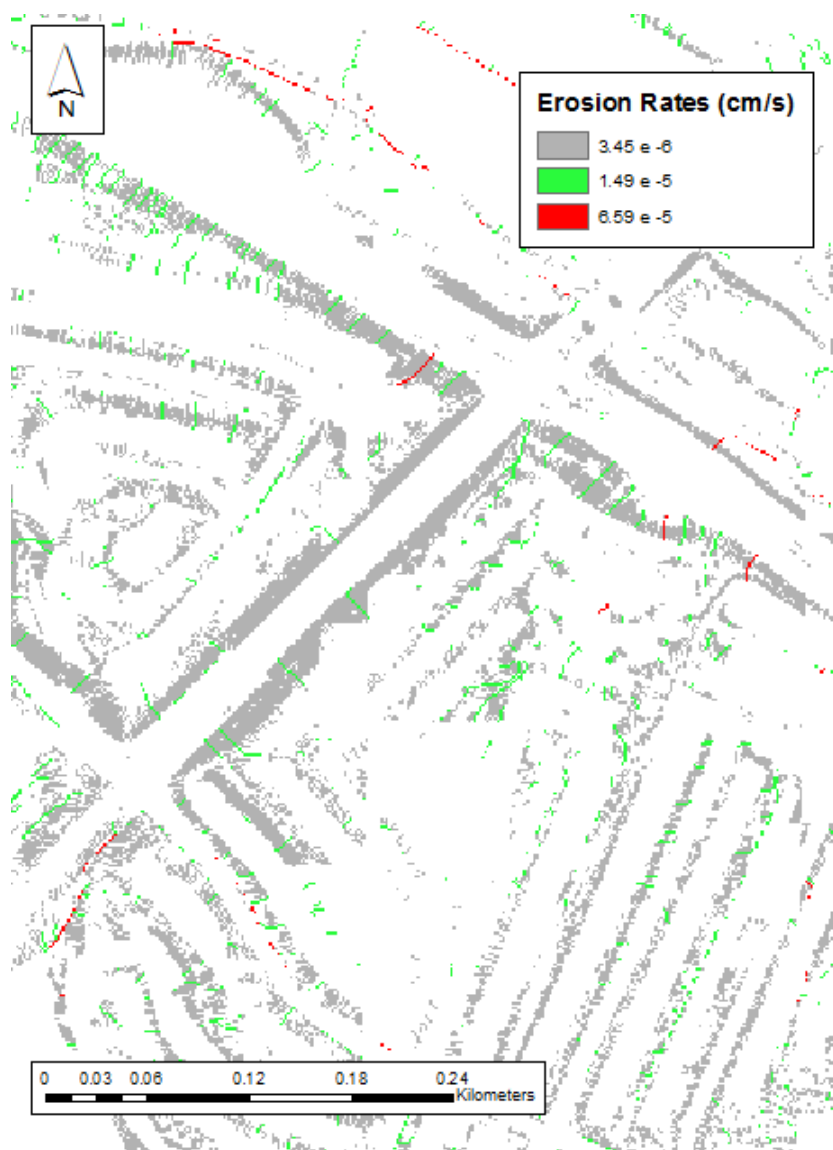 N
Erosion Rates (cm/s)
3.45 e -6
1.49 e -5
6.59 e -5
0 0.03 0.06 0.12 0.18 0.24
Kilometers